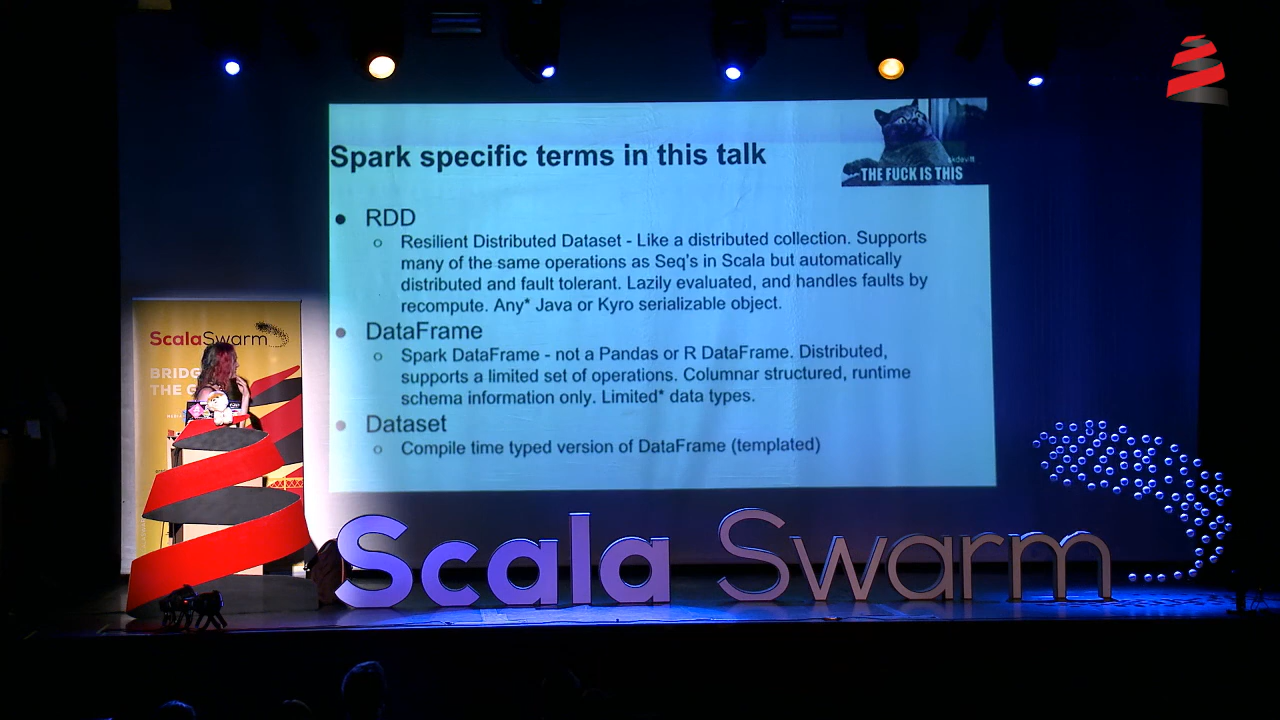 Spark specific terms in this talk
kdevitt
THE FUCK IS THIS
● RDD
○ Resilient Distributed Dataset - Like a distributed collection. Supports
many of the same operations as Seq's in Scala but automatically
distributed and fault tolerant. Lazily evaluated, and handles faults by
recompute. Any* Java or Kyro serializable object.
● DataFrame
○ Spark DataFrame - not a Pandas or R DataFrame. Distributed,
supports a limited set of operations. Columnar structured, runtime
schema information only. Limited* data types.
● Dataset
○ Compile time typed version of DataFrame (templated)
ScalaSwarm
BRIDG
THE G
Scala Swarm